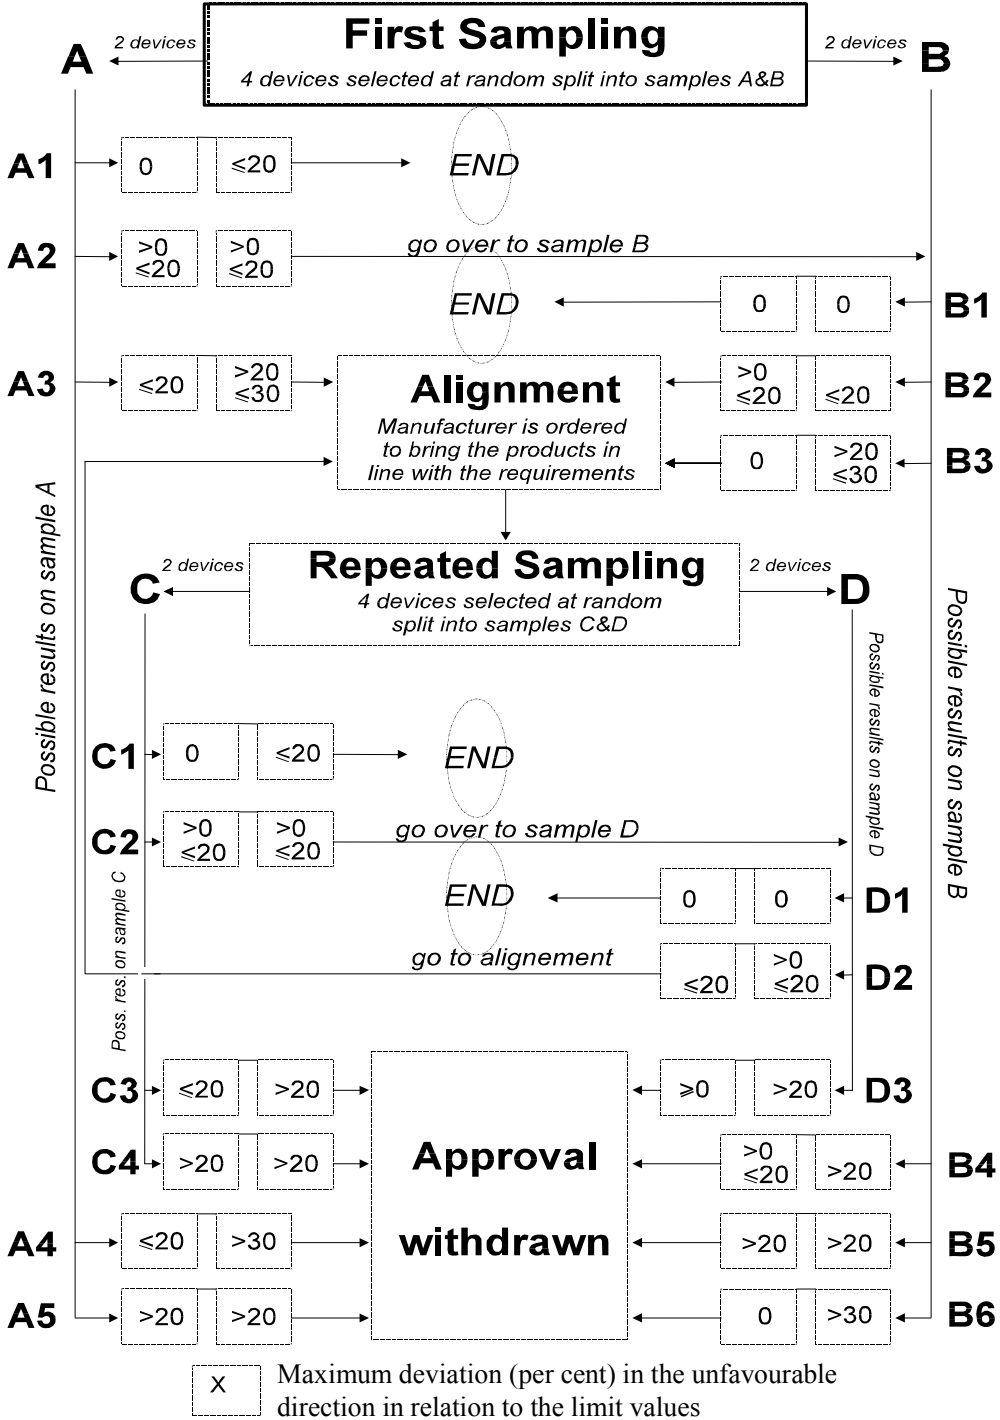 First Sampling
4 devices selected at random split into samples A&B
A
2 devices
2 devices
B
A1
0
≤20
END
A2
>0
≤20
>0
≤20
go over to sample B
END
0
0
B1
A3
≤20
>20
≤30
Alignment
Manufacturer is ordered
to bring the products in
line with the requirements
>0
≤20
≤20
B2
0
>20
≤30
B3
Possible results on sample A
Possible results on sample B
Repeated Sampling
4 devices selected at random
split into samples C&D
C
2 devices
2 devices
D
Possible results on sample D
C1
0
≤20
END
C2
>0
≤20
>0
≤20
go over to sample D
Poss. res. on sample C
END
0
0
D1
go to alignement
≤20
>0
≤20
D2
C3
≤20
>20
Approval
withdrawn
≥0
>20
D3
C4
>20
>20
>0
≤20
>20
B4
A4
≤20
>30
>20
>20
B5
A5
>20
>20
0
>30
B6
X
Maximum deviation (per cent) in the unfavourable
direction in relation to the limit values